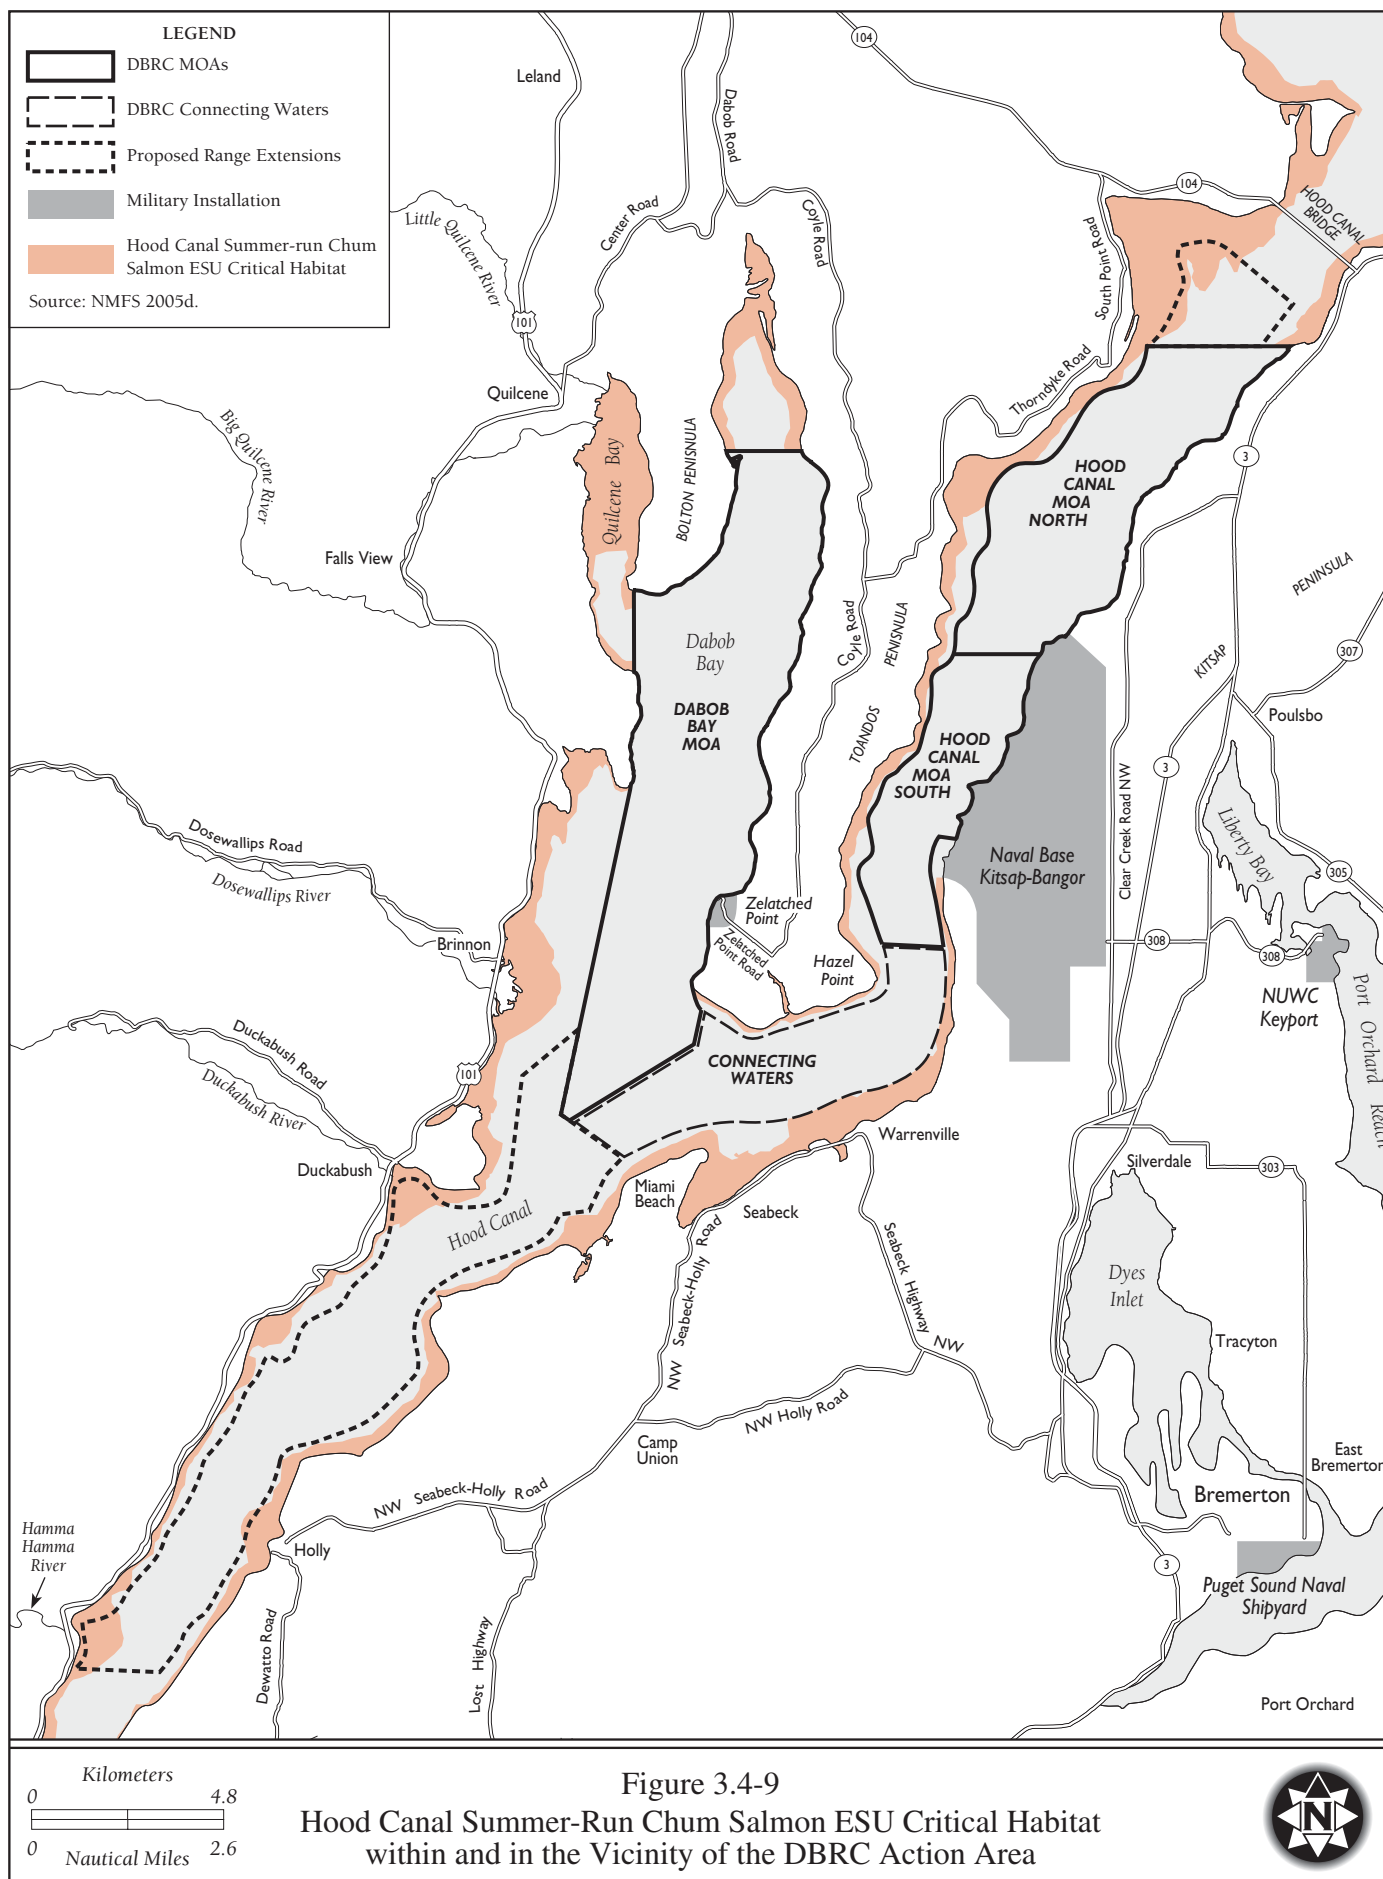 LEGEND
DBRC MOAs
DBRC Connecting Waters
Proposed Range Extensions
Military Installation
Hood Canal Summer-run Chum
Salmon ESU Critical Habitat
Source: NMFS 2005d.
Leland
104
Dabob Road
Little Quilcene River
Center Road
Coyle Road
South Point Road
104
HOOD CANAL
BRIDGE
101
Quilcene
Thorndyke Road
Big Quilcene River
Quilcene Bay
BOLTON PENISNULA
HOOD
CANAL
MOA
NORTH
3
Falls View
PENINSULA
Coyle Road
PENISNULA
TOANDOS
Dabob
Bay
DABOB
BAY
MOA
KITSAP
307
Poulsbo
HOOD
CANAL
MOA
SOUTH
3
Clear Creek Road NW
Dosewallips Road
Dosewallips River
Liberty Bay
Naval Base
Kitsap-Bangor
305
Zelatched
Point
Zelatched
Point Road
Brinnon
Hazel
Point
308
308
NUWC
Keyport
Port Orchard Reach
Duckabush Road
Duckabush River
101
CONNECTING
WATERS
Warrenville
Duckabush
Silverdale
303
Miami
Beach
Seabeck
Hood Canal
NW Seabeck-Holly Road
Seabeck Highway NW
Dyes
Inlet
Tracyton
NW Holly Road
Camp
Union
East
Bremerton
NW Seabeck-Holly Road
Bremerton
Hamma
Hamma
River
Holly
3
Puget Sound Naval
Shipyard
Dewatto Road
Lost Highway
Port Orchard
Kilometers
0 4.8
0 2.6
Nautical Miles
Figure 3.4-9
Hood Canal Summer-Run Chum Salmon ESU Critical Habitat
within and in the Vicinity of the DBRC Action Area
N